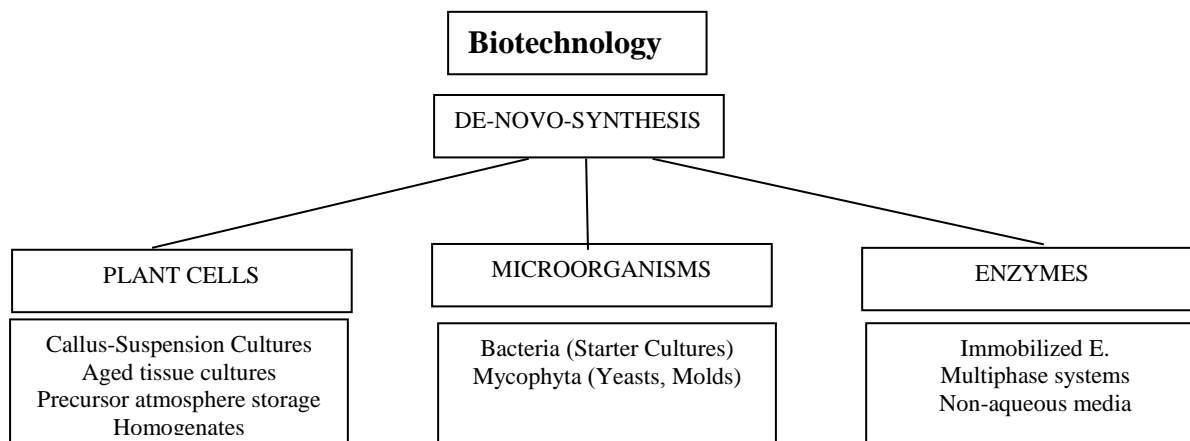 Biotechnology
DE-NOVO-SYNTHESIS
PLANT CELLS
Callus-Suspension Cultures
Aged tissue cultures
Precursor atmosphere storage
Homogenates
MICROORGANISMS
Bacteria (Starter Cultures)
Mycophyta (Yeasts, Molds)
ENZYMES
Immobilized E.
Multiphase systems
Non-aqueous media